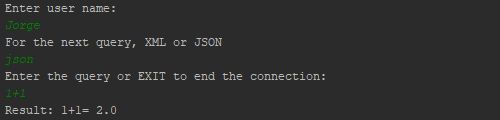 Enter user name:
Jorge
For the next query, XML or JSON
json
Enter the query or EXIT to end the connection:
1+1
Result: 1+1= 2.0